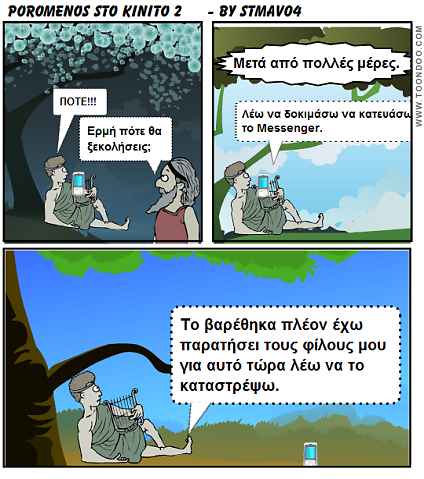 POROMENOS STO KINITO 2 - BY STMAVO4
ΠΟΤΕ!!!
Ερμή πότε θα
ξεκολήσεις;
Μετά από πολλές μέρες.
Λέω να δοκιμάσω να κατευάσω
το Messenger.
Το βαρέθηκα πλέον έχω
παρατήσει τους φίλους μου
για αυτό τώρα λέω να το
καταστρέψω.
WWW.TOONDOO.COM